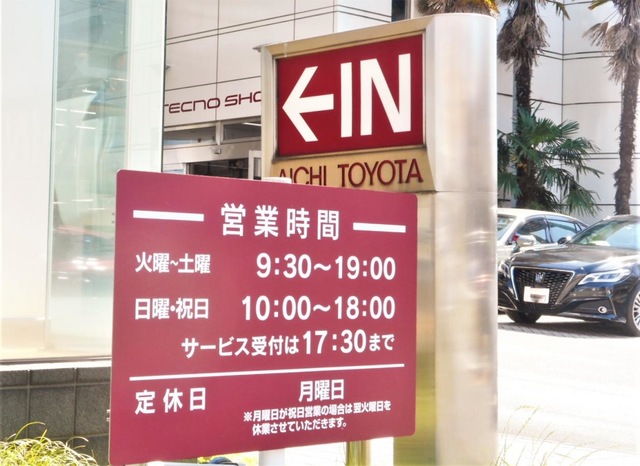 TECNO SHO
←IN
AICHI TOYOTA
営業時間
火曜~土曜 9:30～19:00
日曜・祝日 10:00～18:00
サービス受付は17:30まで
定休日 月曜日
※月曜日が祝日営業の場合は翌火曜日を
休業させていただきます。